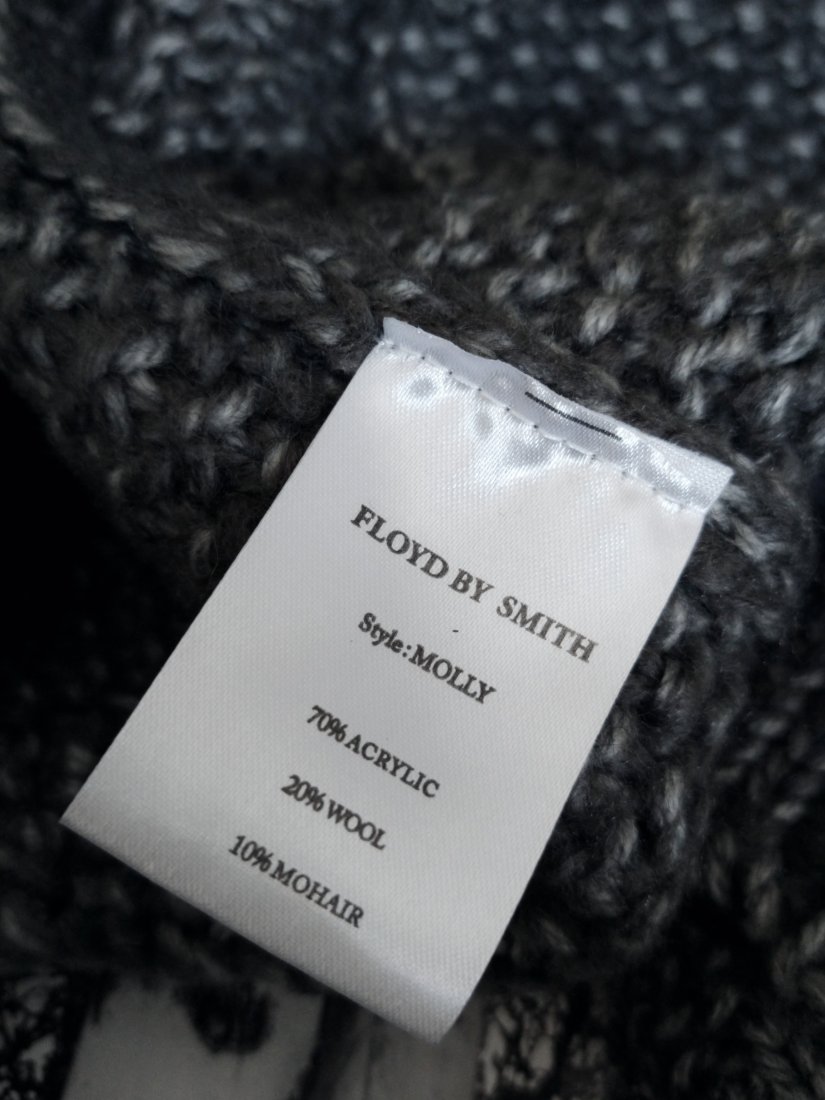 FLOYD BY SMITH
Style:MOLLY
70% ACRYLIC
20% WOOL
10% MOHAIR